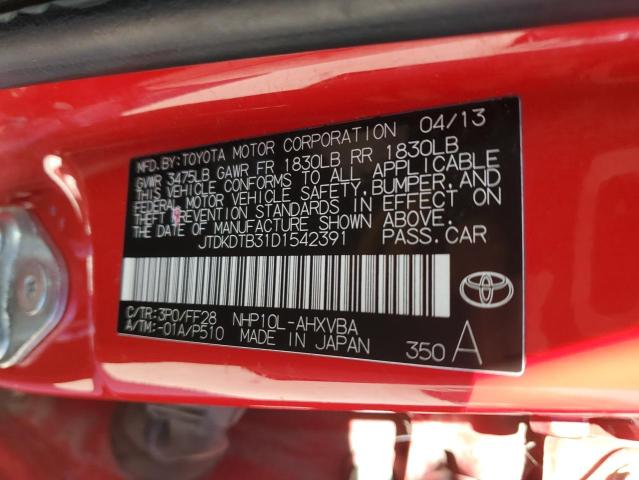 MFD. BY: TOYOTA MOTOR CORPORATION 04/13
GVWR 3475LB GAWR FR 1830LB RR 1830LB
THIS VEHICLE CONFORMS TO ALL APPLICABLE
FEDERAL MOTOR VEHICLE SAFETY, BUMPER, AND
THEFT PREVENTION STANDARDS IN EFFECT ON
THE DATE OF MANUFACTURE SHOWN ABOVE.
JTDKDTB31D1542391 PASS. CAR
C/TR: 3P0/FF28 NHP10L-AHXVBA
A/TM: -01A/P510 MADE IN JAPAN 350 A